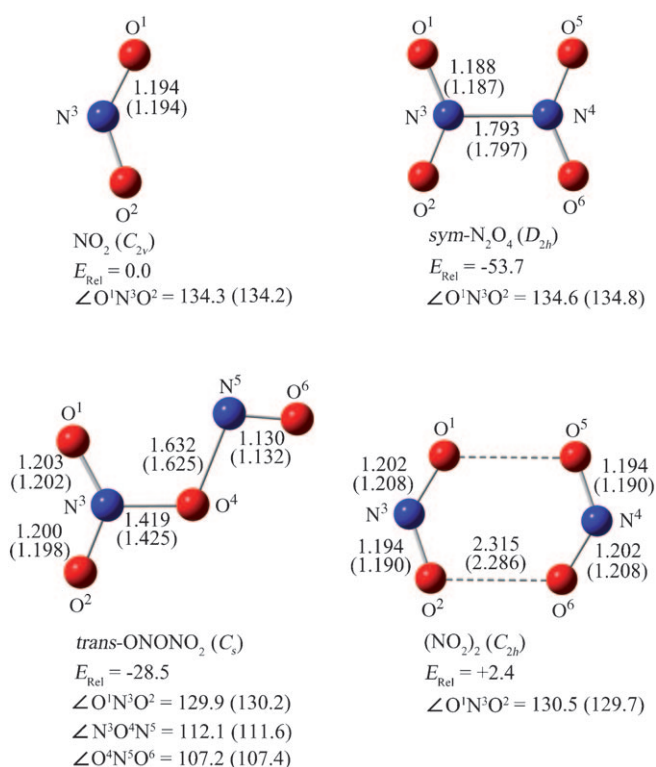 O¹
1.194
(1.194)
N³
O²
NO₂ (C₂ᵥ)
E_Rel = 0.0
∠O¹N³O² = 134.3 (134.2)
O¹
O⁵
1.188
(1.187)
N³
N⁴
1.793
(1.797)
O²
O⁶
sym-N₂O₄ (D₂ₕ)
E_Rel = -53.7
∠O¹N³O² = 134.6 (134.8)
N⁵
O⁶
O¹
1.632
(1.625)
1.130
(1.132)
1.203
(1.202)
N³
O⁴
1.419
(1.425)
1.200
(1.198)
O²
trans-ONONO₂ (Cₛ)
E_Rel = -28.5
∠O¹N³O² = 129.9 (130.2)
∠N³O⁴N⁵ = 112.1 (111.6)
∠O⁴N⁵O⁶ = 107.2 (107.4)
O¹
O⁵
1.202
(1.208)
1.194
(1.190)
N³
N⁴
1.194
(1.190)
2.315
(2.286)
1.202
(1.208)
O²
O⁶
(NO₂)₂ (C₂ₕ)
E_Rel = +2.4
∠O¹N³O² = 130.5 (129.7)